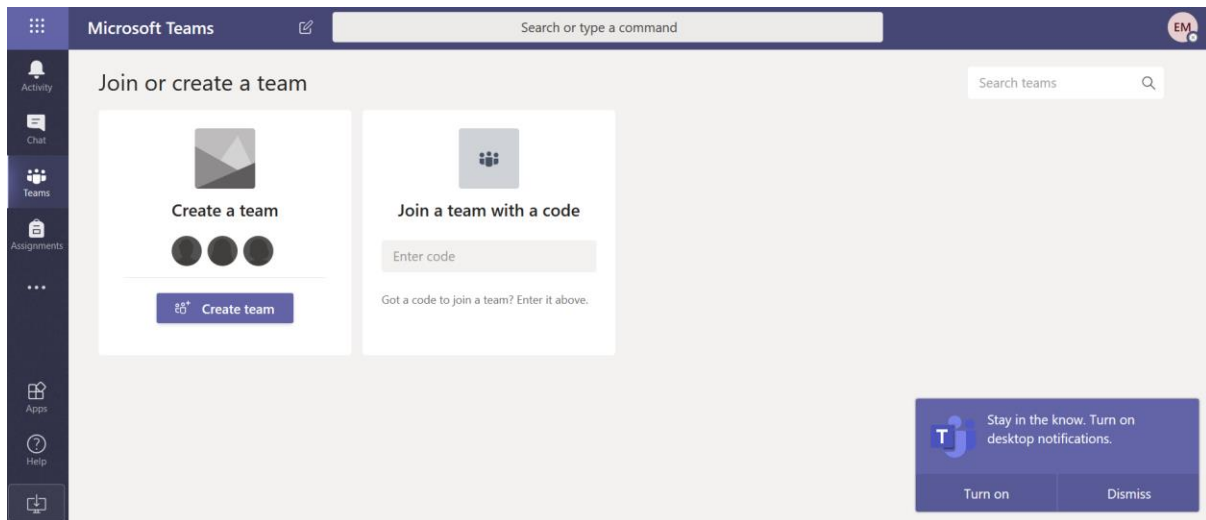 Microsoft Teams
Search or type a command
EM
Activity
Chat
Teams
Assignments
Apps
Help
Join or create a team
Search teams
Create a team
Create team
Join a team with a code
Enter code
Got a code to join a team? Enter it above.
T
Stay in the know. Turn on
desktop notifications.
Turn on
Dismiss